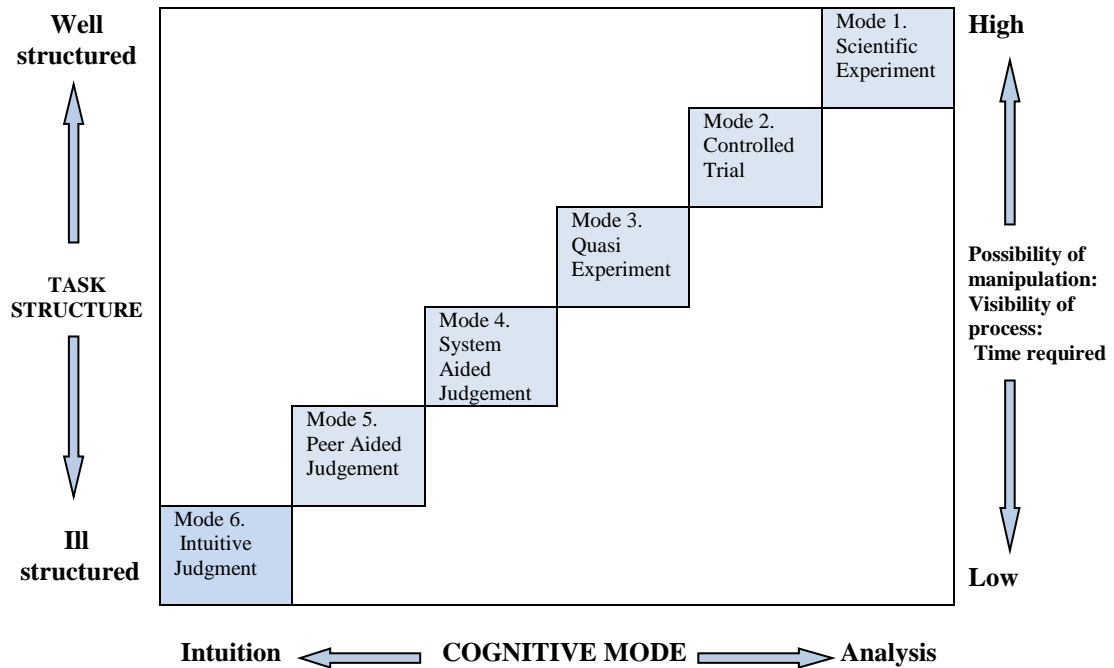 Well
structured
TASK
STRUCTURE
Ill
structured
Mode 1.
Scientific
Experiment
Mode 2.
Controlled
Trial
Mode 3.
Quasi
Experiment
Mode 4.
System
Aided
Judgement
Mode 5.
Peer Aided
Judgement
Mode 6.
Intuitive
Judgment
High
Possibility of
manipulation:
Visibility of
process:
Time required
Low
Intuition
COGNITIVE MODE
Analysis